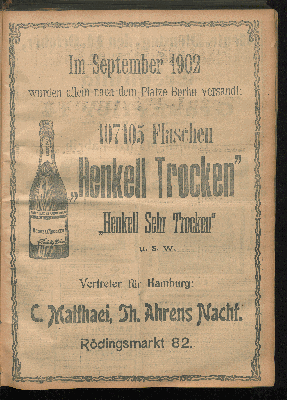 Im September 1902
wurden allein nach dem Platze Berlin versandt:
107105 Flaschen
„Henkell Trocken”
„Henkell Sehr Trocken”
u. s. w.
Vertreter für Hamburg:
C. Matthaei, Th. Ahrens Nachf.
Rödingsmarkt 82.